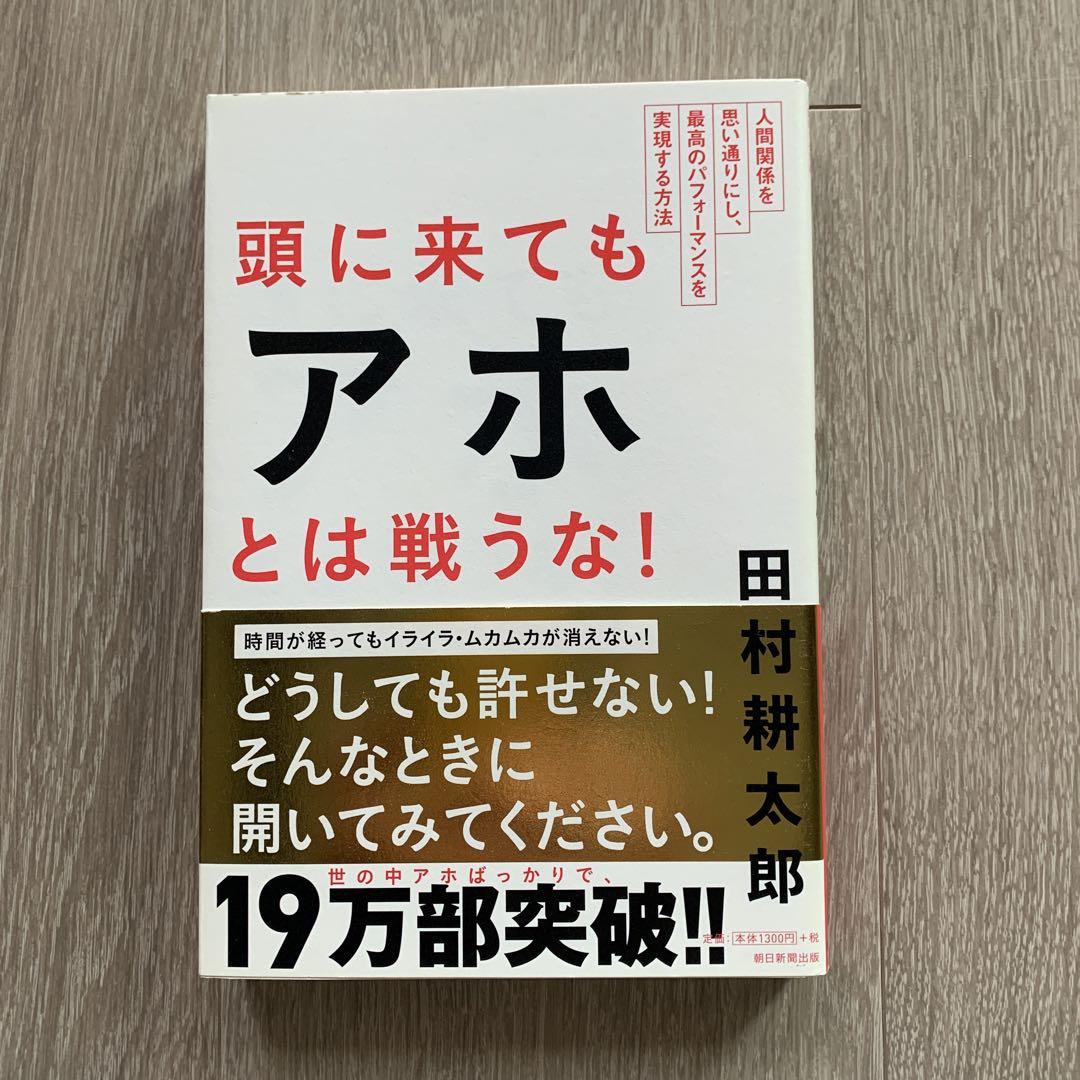 人間関係を
思い通りにし、
最高のパフォーマンスを
実現する方法
頭に来ても
アホ
とは戦うな!
田村耕太郎
時間が経ってもイライラ・ムカムカが消えない!
どうしても許せない!
そんなときに
開いてみてください。
世の中アホばっかりで、
19万部突破!!
定価:本体1300円+税
朝日新聞出版